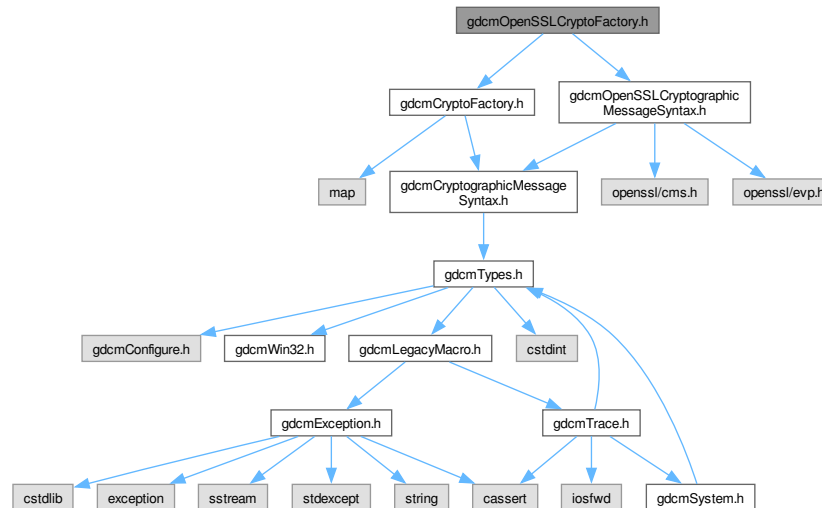 gdcmOpenSSLCryptoFactory.h
gdcmCryptoFactory.h
gdcmOpenSSLCryptographic
MessageSyntax.h
map
gdcmCryptographicMessage
Syntax.h
openssl/cms.h
openssl/evp.h
gdcmTypes.h
gdcmConfigure.h
gdcmWin32.h
gdcmLegacyMacro.h
cstdint
gdcmException.h
gdcmTrace.h
cstdlib
exception
sstream
stdexcept
string
cassert
iosfwd
gdcmSystem.h